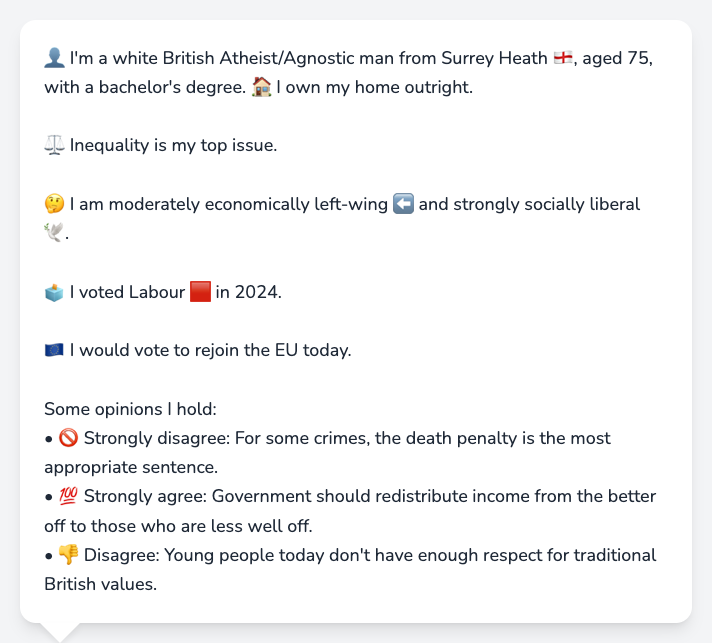 👤 I'm a white British Atheist/Agnostic man from Surrey Heath 🏴󠁧󠁢󠁥󠁮󠁧󠁿, aged 75,
with a bachelor's degree. 🏠 I own my home outright.
⚖️ Inequality is my top issue.
🤔 I am moderately economically left-wing ⬅️ and strongly socially liberal
🕊️.
🗳️ I voted Labour 🟥 in 2024.
🇪🇺 I would vote to rejoin the EU today.
Some opinions I hold:
• 🚫 Strongly disagree: For some crimes, the death penalty is the most
appropriate sentence.
• 💯 Strongly agree: Government should redistribute income from the better
off to those who are less well off.
• 👎 Disagree: Young people today don't have enough respect for traditional
British values.